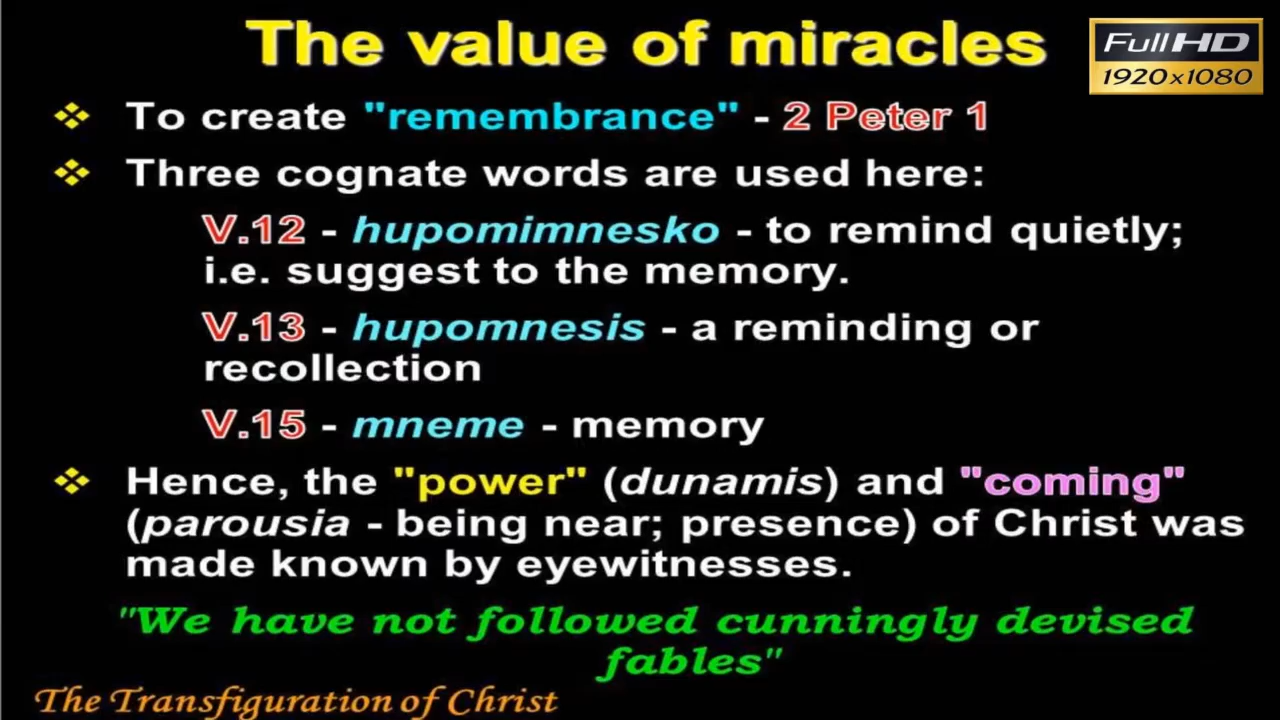 The value of miracles
Full HD
1920x1080
❖ To create "remembrance" - 2 Peter 1
❖ Three cognate words are used here:
V.12 - hupomimnesko - to remind quietly;
i.e. suggest to the memory.
V.13 - hupomnesis - a reminding or
recollection
V.15 - mneme - memory
❖ Hence, the "power" (dunamis) and "coming"
(parousia - being near; presence) of Christ was
made known by eyewitnesses.
"We have not followed cunningly devised
fables"
The Transfiguration of Christ